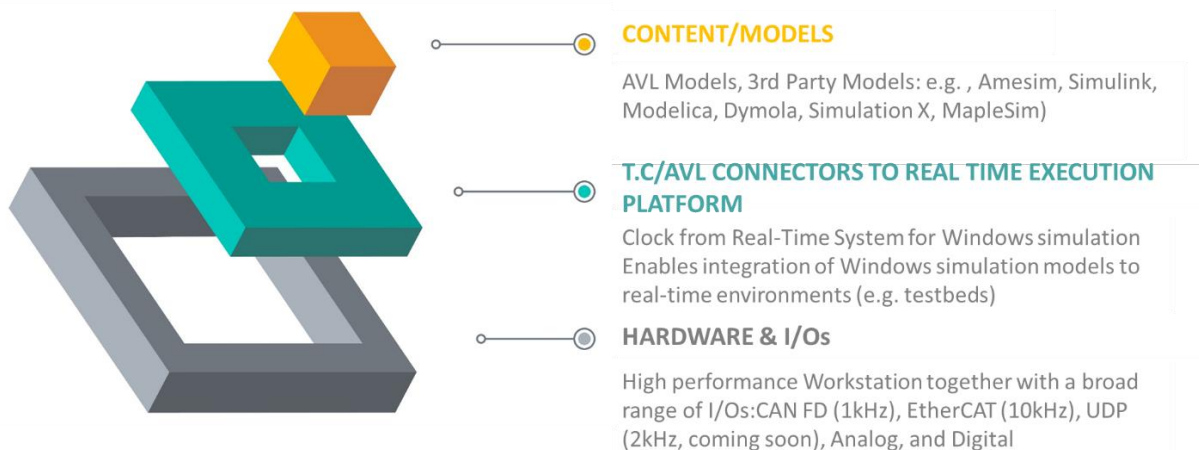 CONTENT/MODELS
AVL Models, 3rd Party Models: e.g. , Amesim, Simulink,
Modelica, Dymola, Simulation X, MapleSim)
T.C/AVL CONNECTORS TO REAL TIME EXECUTION
PLATFORM
Clock from Real-Time System for Windows simulation
Enables integration of Windows simulation models to
real-time environments (e.g. testbeds)
HARDWARE & I/Os
High performance Workstation together with a broad
range of I/Os:CAN FD (1kHz), EtherCAT (10kHz), UDP
(2kHz, coming soon), Analog, and Digital